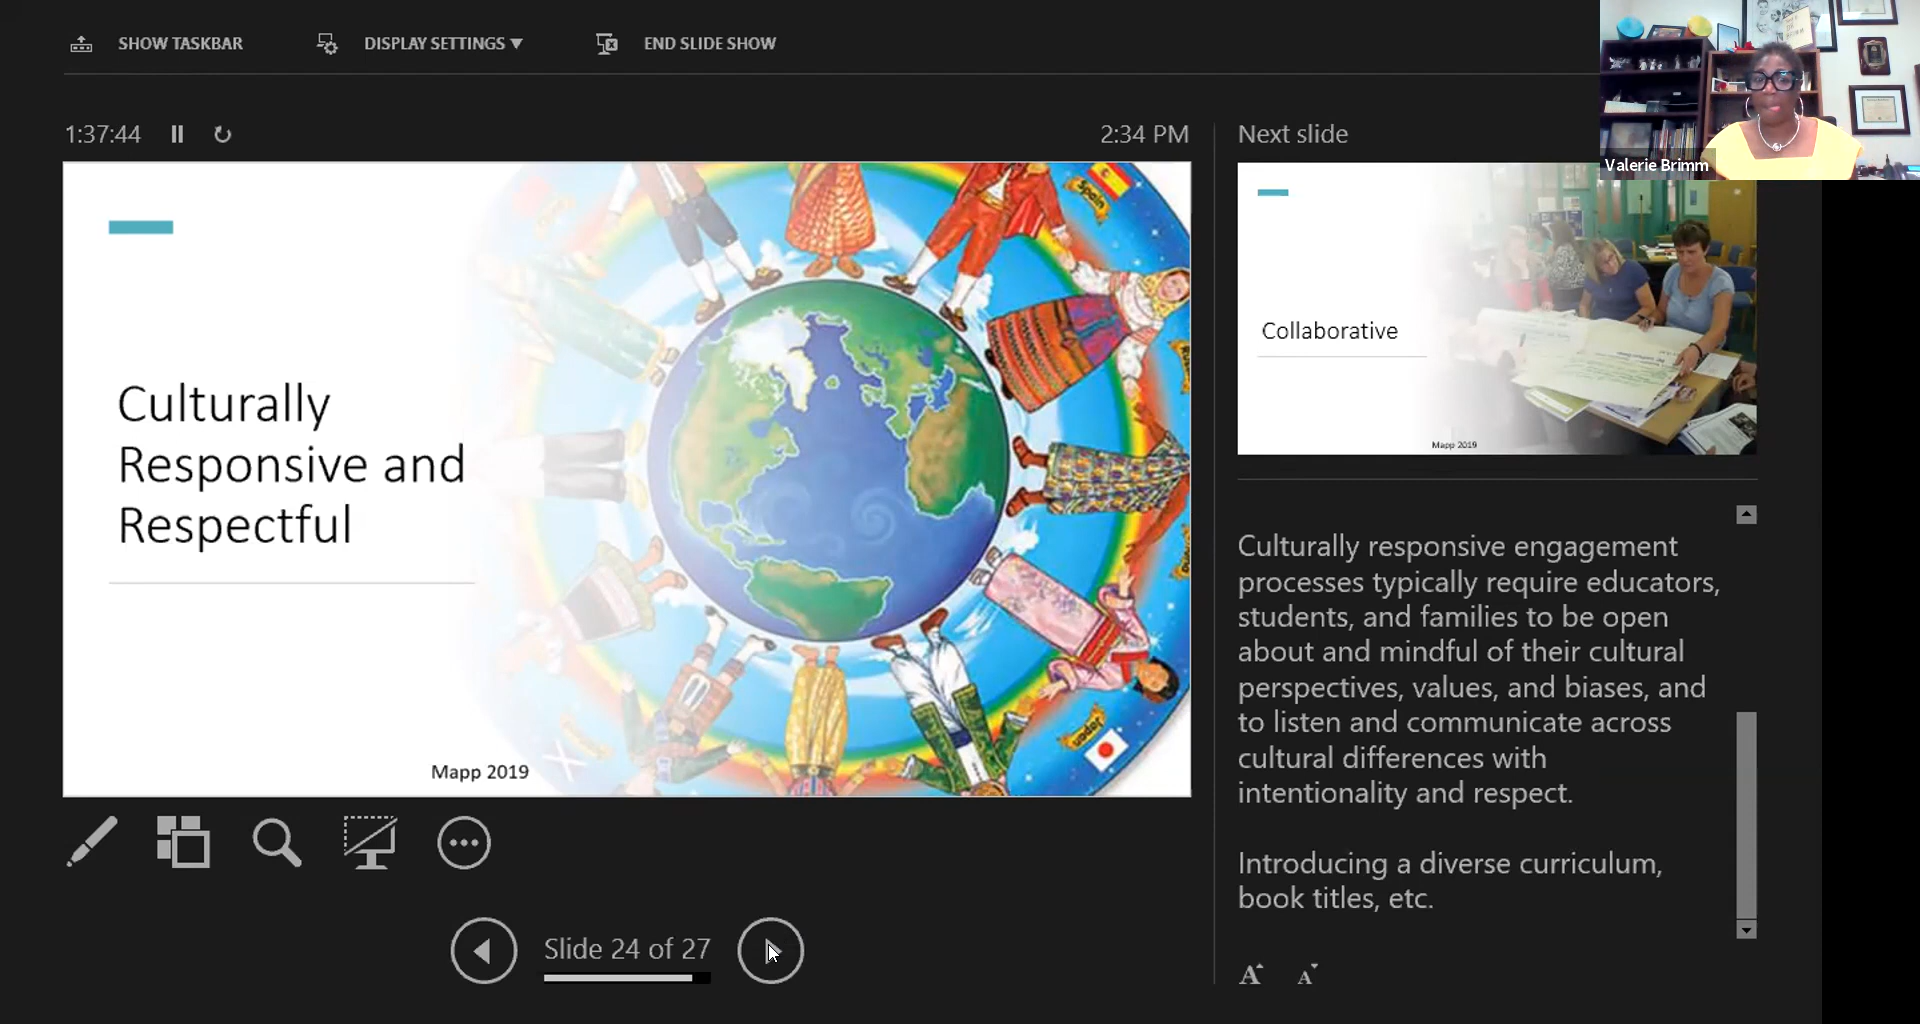 SHOW TASKBAR
DISPLAY SETTINGS ▼
END SLIDE SHOW
Valerie Brimm
1:37:44
2:34 PM
Next slide
Spain
Culturally
Responsive and
Respectful
Japan
Mapp 2019
Collaborative
Mapp 2019
Culturally responsive engagement
processes typically require educators,
students, and families to be open
about and mindful of their cultural
perspectives, values, and biases, and
to listen and communicate across
cultural differences with
intentionality and respect.
Introducing a diverse curriculum,
book titles, etc.
Slide 24 of 27
A A